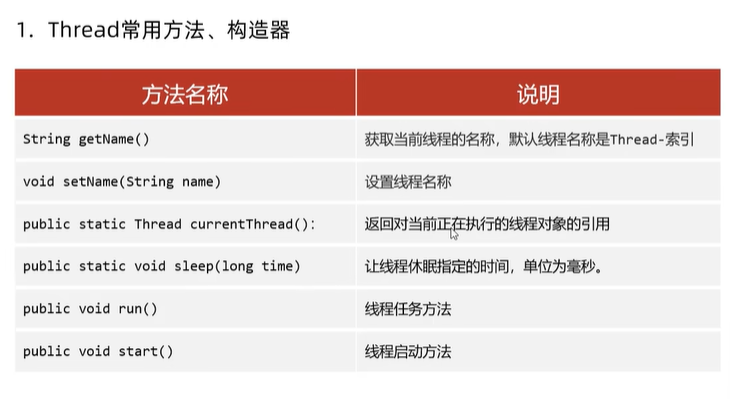 1. Thread常用方法、构造器
方法名称 说明
String getName() 获取当前线程的名称，默认线程名称是Thread-索引
void setName(String name) 设置线程名称
public static Thread currentThread(): 返回对当前正在执行的线程对象的引用
public static void sleep(long time) 让线程休眠指定的时间，单位为毫秒。
public void run() 线程任务方法
public void start() 线程启动方法